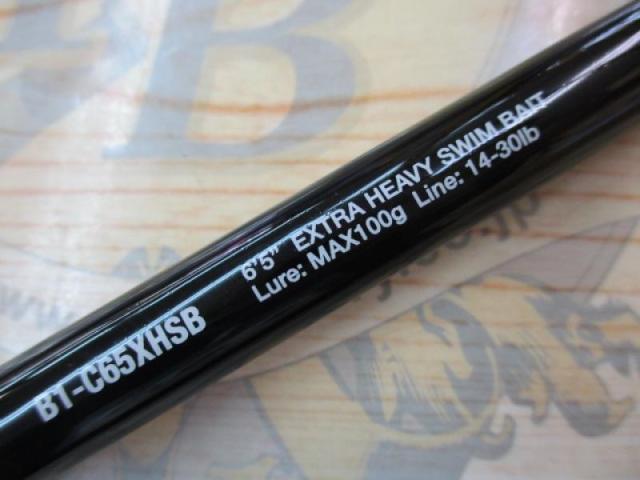 BT-C65XHSB
6'5" EXTRA HEAVY SWIM BAIT
Lure: MAX100g Line: 14-30lb